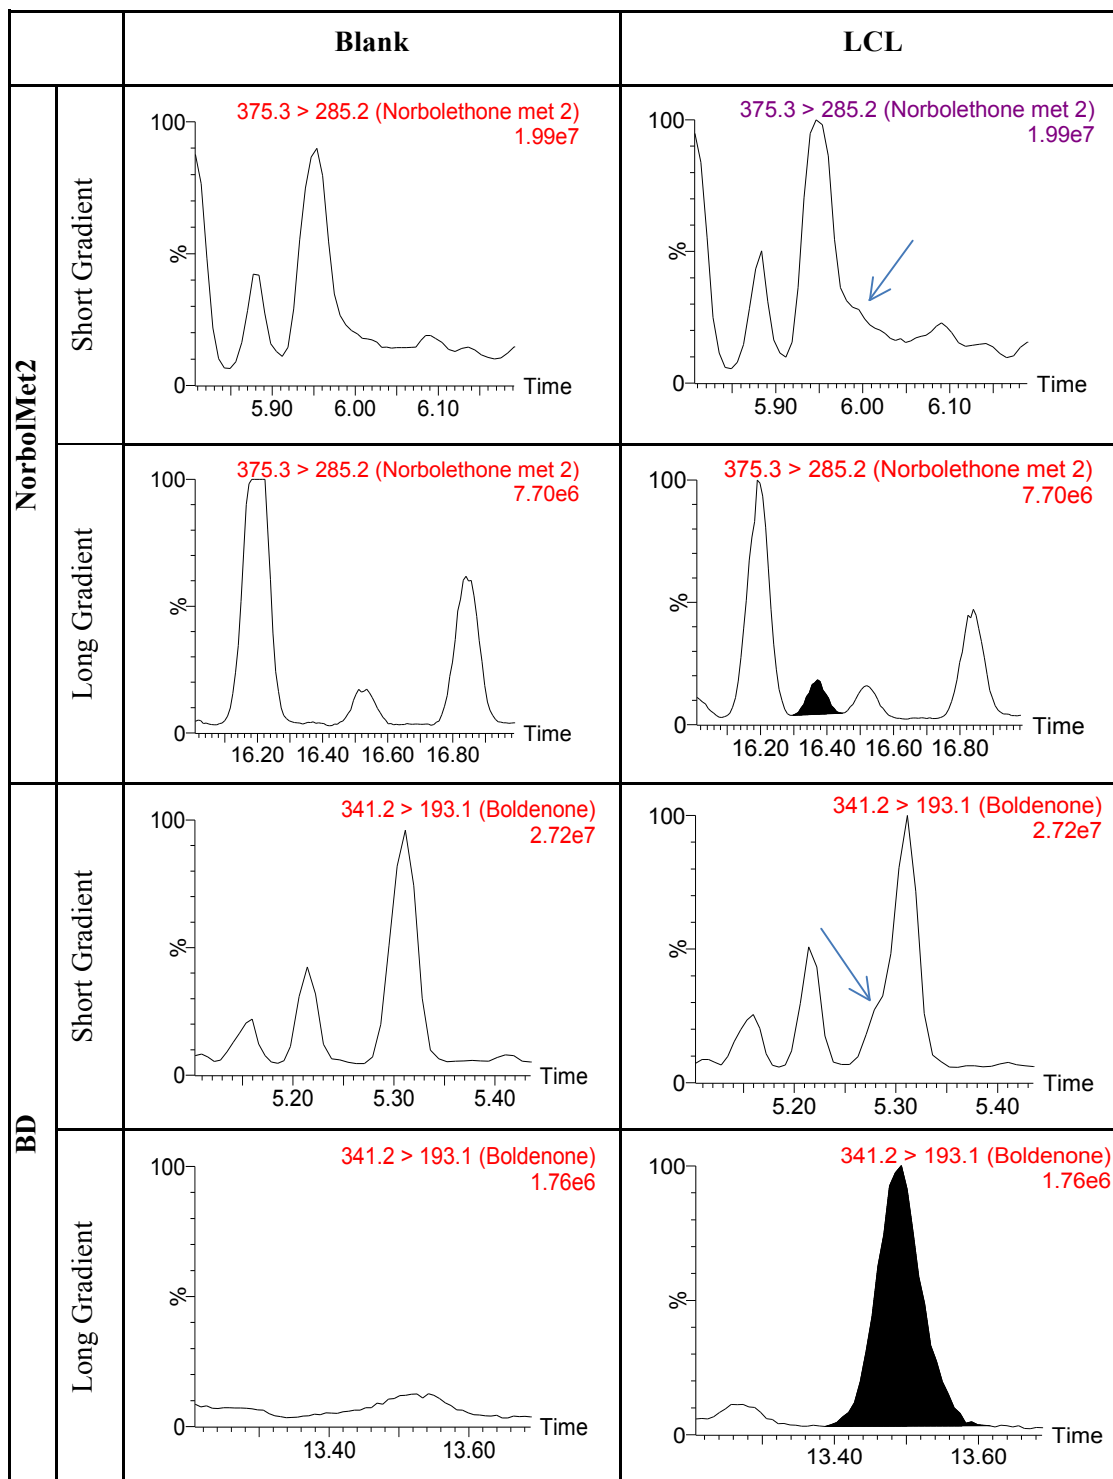 Blank
LCL
NorbolMet2
Short Gradient
375.3 > 285.2 (Norbolethone met 2)
1.99e7
100
%
0
5.90 6.00 6.10
Time
375.3 > 285.2 (Norbolethone met 2)
1.99e7
100
%
0
5.90 6.00 6.10
Time
Long Gradient
375.3 > 285.2 (Norbolethone met 2)
7.70e6
100
%
0
16.20 16.40 16.60 16.80
Time
375.3 > 285.2 (Norbolethone met 2)
7.70e6
100
%
0
16.20 16.40 16.60 16.80
Time
BD
Short Gradient
341.2 > 193.1 (Boldenone)
2.72e7
100
%
0
5.20 5.30 5.40
Time
341.2 > 193.1 (Boldenone)
2.72e7
100
%
0
5.20 5.30 5.40
Time
Long Gradient
341.2 > 193.1 (Boldenone)
1.76e6
100
%
0
13.40 13.60
Time
341.2 > 193.1 (Boldenone)
1.76e6
100
%
0
13.40 13.60
Time